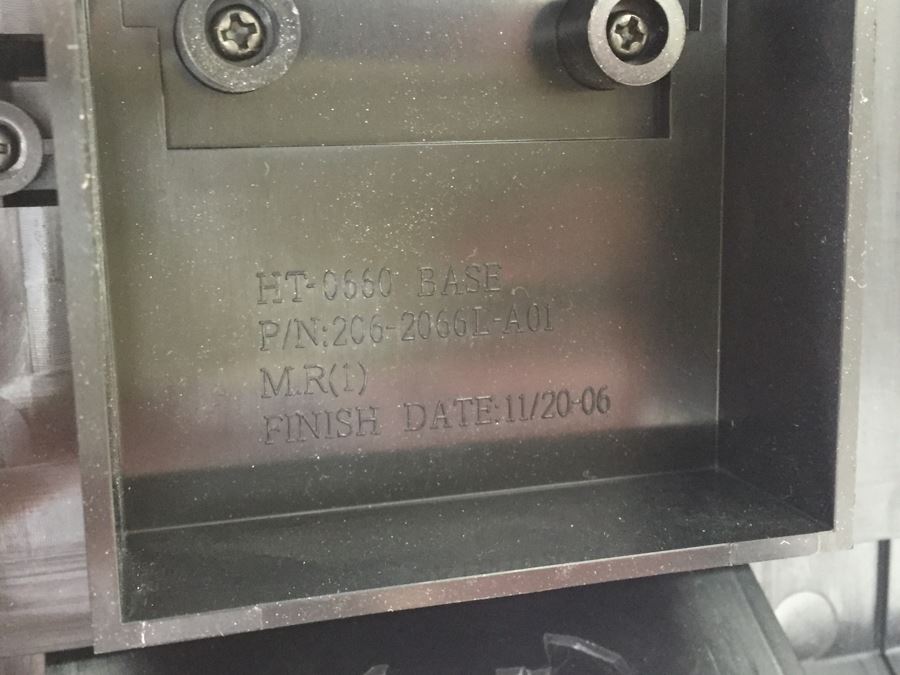 HT-0660 BASE
P/N:206-2066L-A01
M.R(1)
FINISH DATE:11/20-06